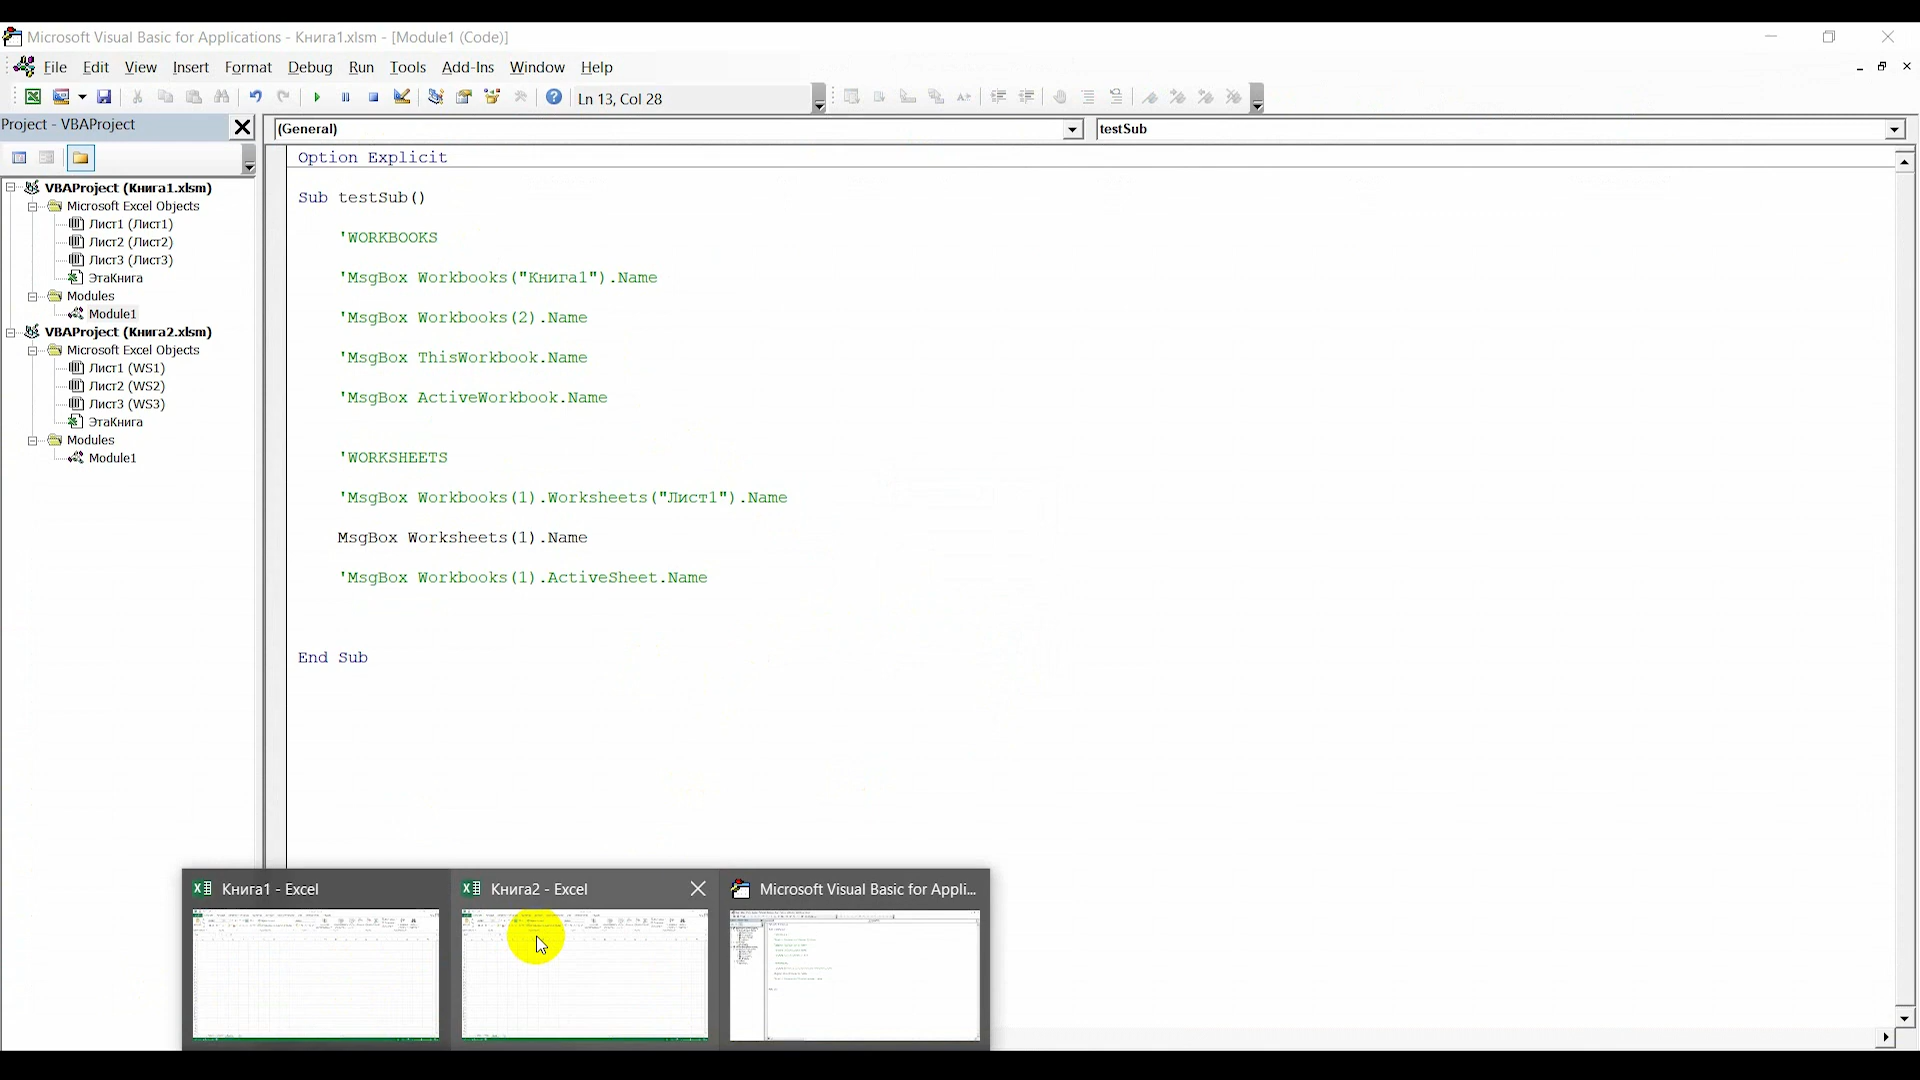 Microsoft Visual Basic for Applications - Книга1.xlsm - [Module1 (Code)]
File Edit View Insert Format Debug Run Tools Add-Ins Window Help
Ln 13, Col 28
Project - VBAProject
(General)
testSub
VBAProject (Книга1.xlsm)
Microsoft Excel Objects
Лист1 (Лист1)
Лист2 (Лист2)
Лист3 (Лист3)
ЭтаКнига
Modules
Module1
VBAProject (Книга2.xlsm)
Microsoft Excel Objects
Лист1 (WS1)
Лист2 (WS2)
Лист3 (WS3)
ЭтаКнига
Modules
Module1
Option Explicit
Sub testSub()
'WORKBOOKS
'MsgBox Workbooks("Книга1").Name
'MsgBox Workbooks(2).Name
'MsgBox ThisWorkbook.Name
'MsgBox ActiveWorkbook.Name
'WORKSHEETS
'MsgBox Workbooks(1).Worksheets("Лист1").Name
MsgBox Worksheets(1).Name
'MsgBox Workbooks(1).ActiveSheet.Name
End Sub
Книга1 - Excel
Книга2 - Excel
Microsoft Visual Basic for Appli...